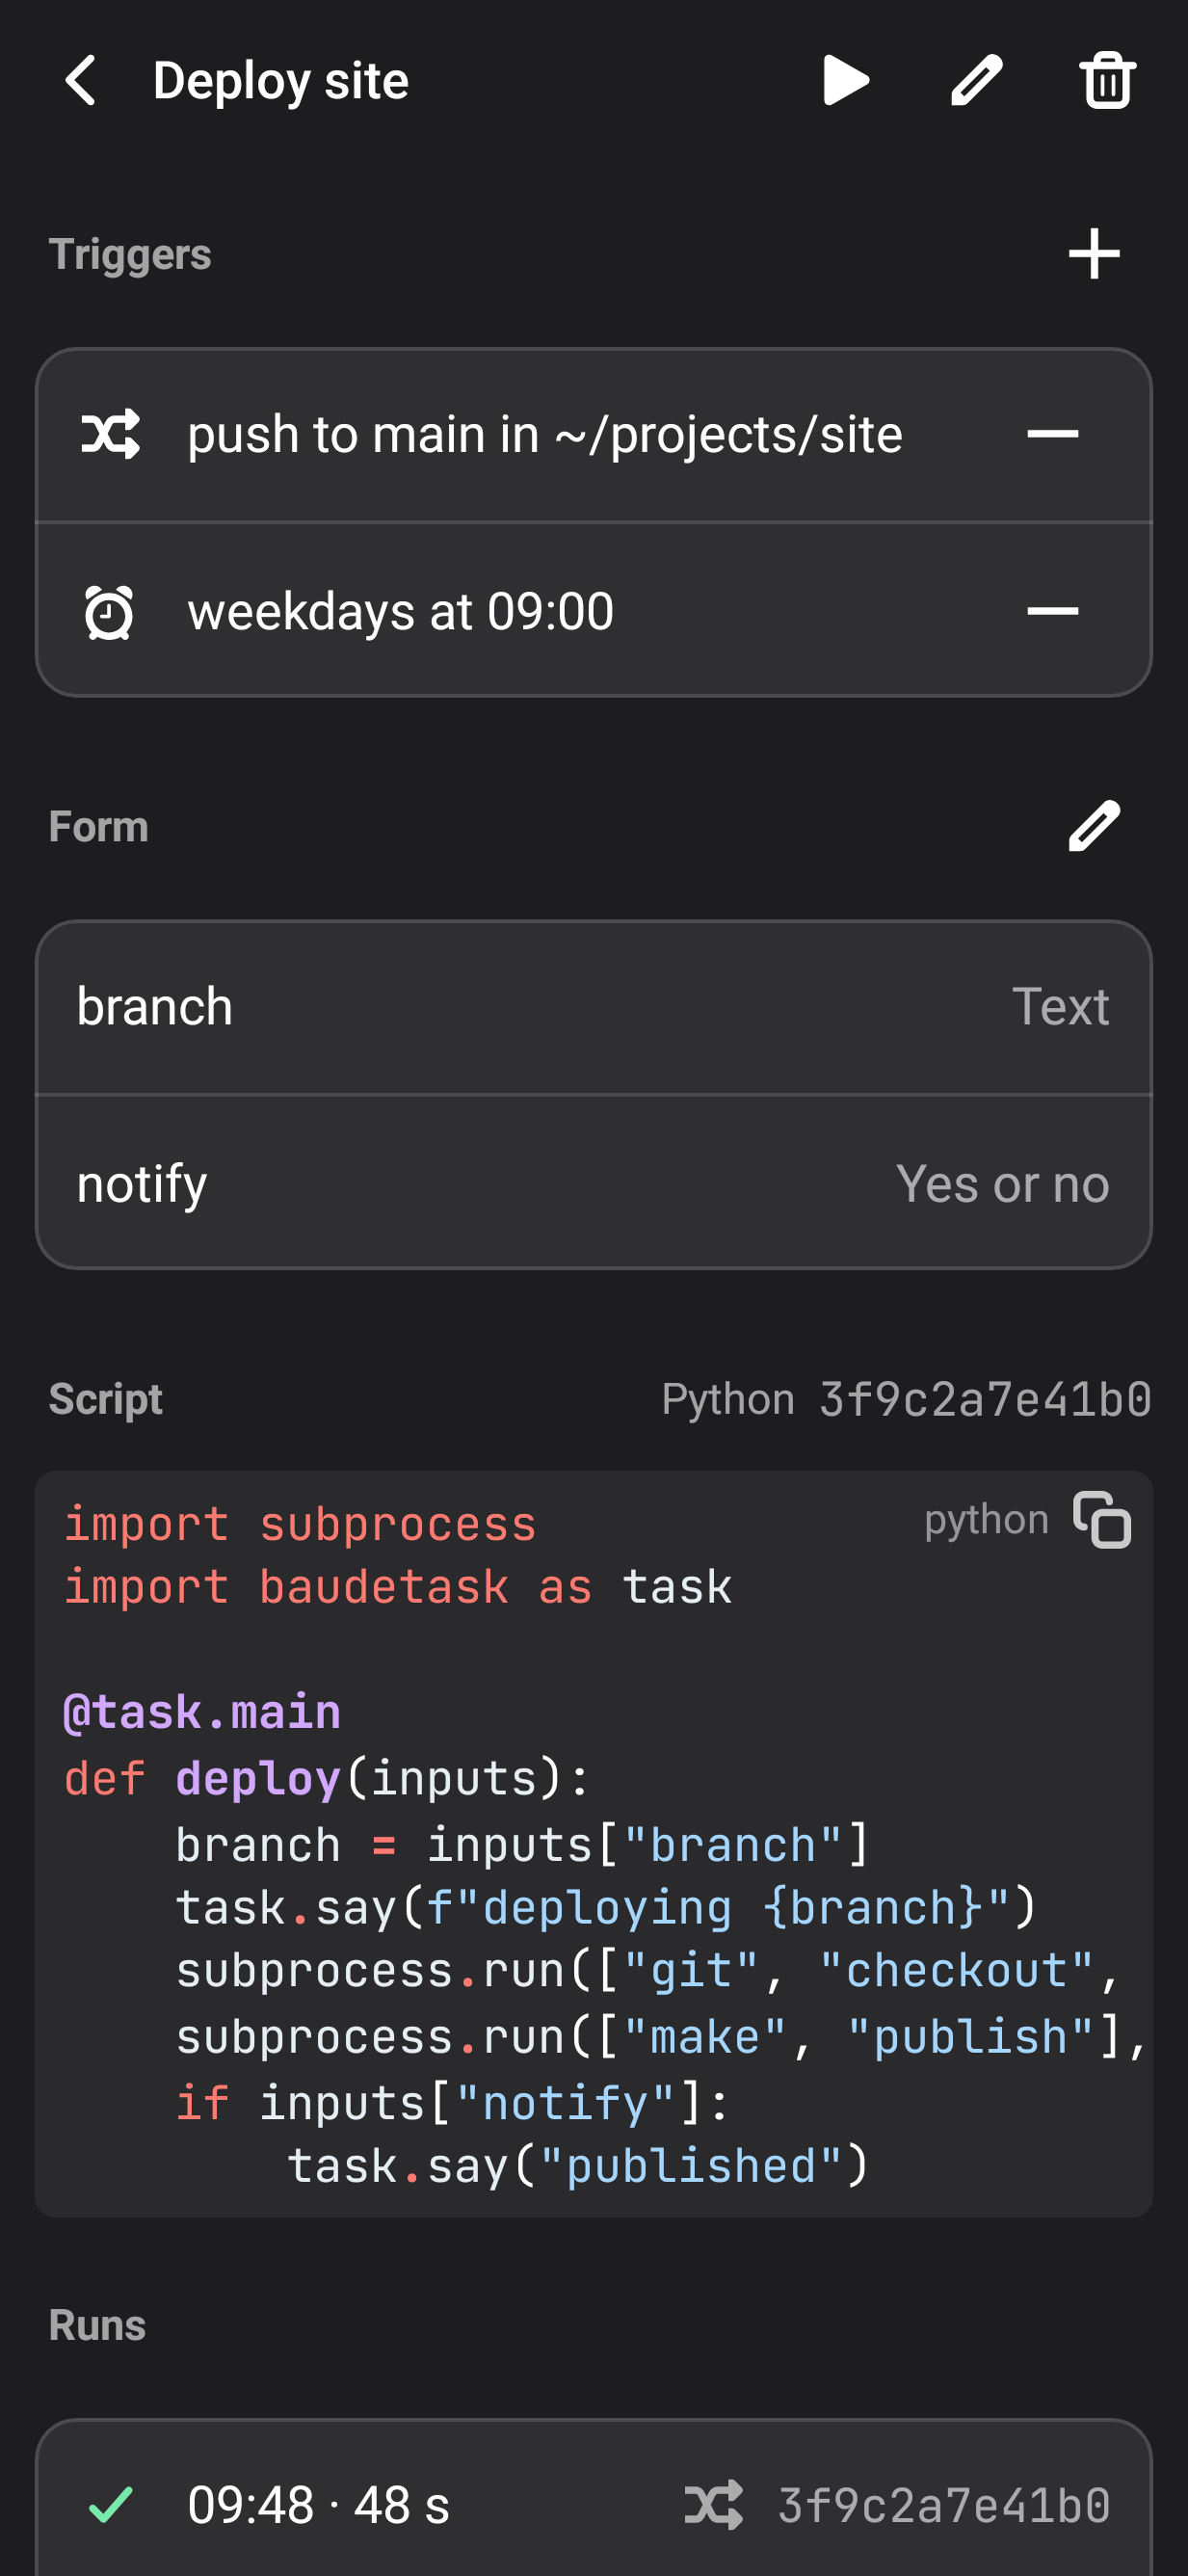 Deploy site
Triggers
push to main in ~/projects/site
weekdays at 09:00
Form
branch Text
notify Yes or no
Script Python 3f9c2a7e41b0
python
import subprocess
import baudetask as task
@task.main
def deploy(inputs):
    branch = inputs["branch"]
    task.say(f"deploying {branch}")
    subprocess.run(["git", "checkout",
    subprocess.run(["make", "publish"],
    if inputs["notify"]:
        task.say("published")
Runs
09:48 · 48 s 3f9c2a7e41b0